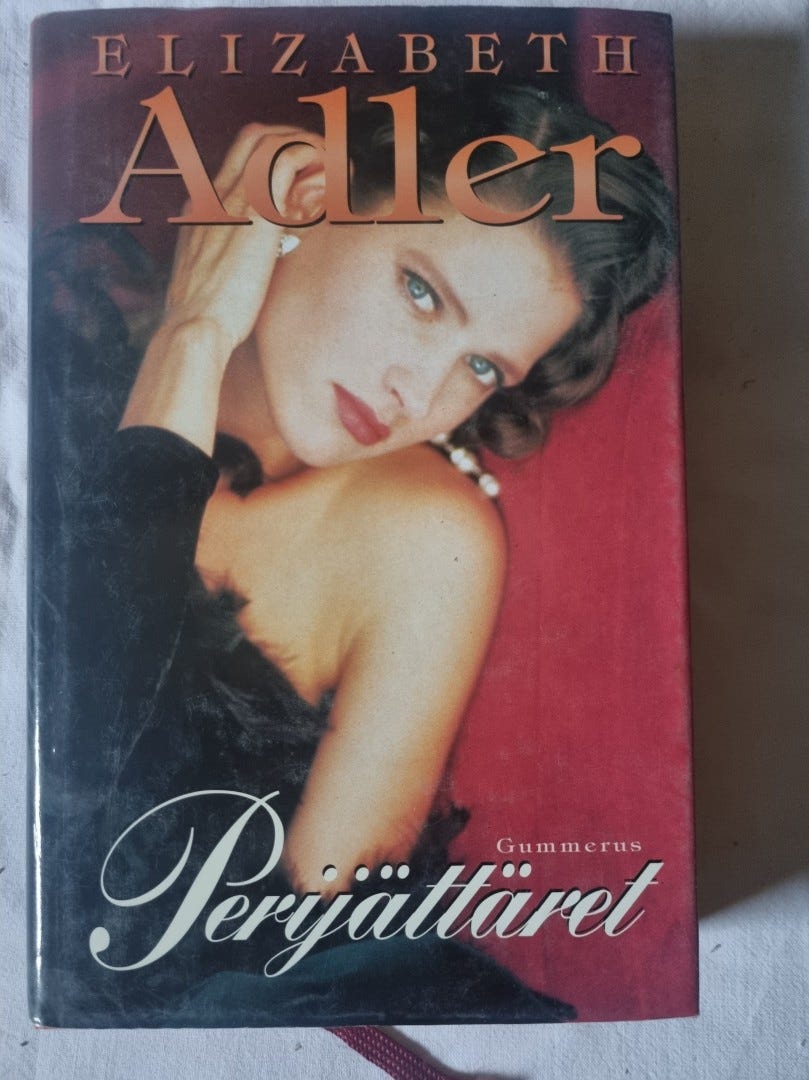 ELIZABETH
Adler
Gummerus
Perijättäret